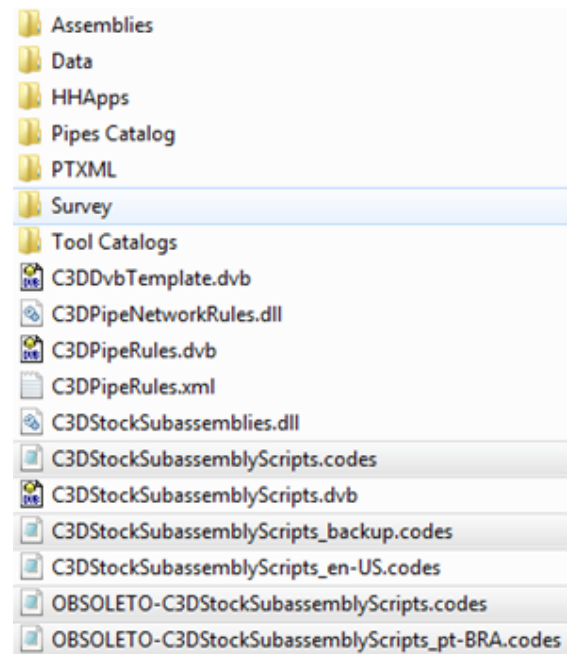 Assemblies
Data
HHApps
Pipes Catalog
PTXML
Survey
Tool Catalogs
C3DDvbTemplate.dvb
C3DPipeNetworkRules.dll
C3DPipeRules.dvb
C3DPipeRules.xml
C3DStockSubassemblies.dll
C3DStockSubassemblyScripts.codes
C3DStockSubassemblyScripts.dvb
C3DStockSubassemblyScripts_backup.codes
C3DStockSubassemblyScripts_en-US.codes
OBSOLETO-C3DStockSubassemblyScripts.codes
OBSOLETO-C3DStockSubassemblyScripts_pt-BRA.codes